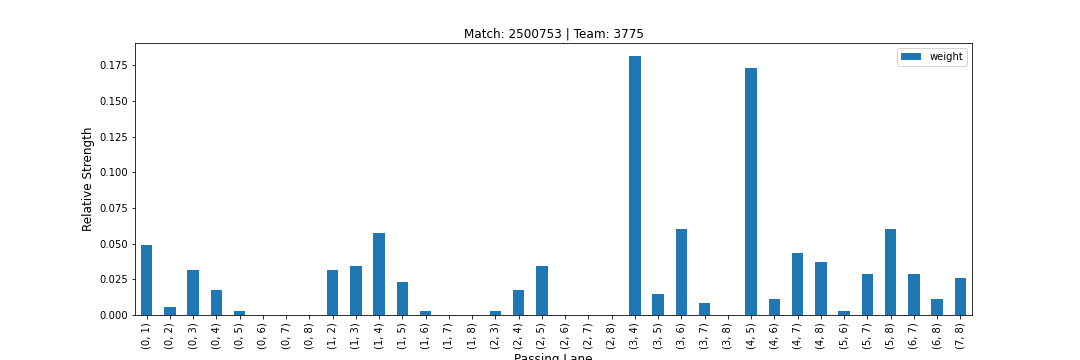 Match: 2500753 | Team: 3775
weight
Relative Strength
0.175
0.150
0.125
0.100
0.075
0.050
0.025
0.000
(0, 1) (0, 2) (0, 3) (0, 4) (0, 5) (0, 6) (0, 7) (0, 8) (1, 2) (1, 3) (1, 4) (1, 5) (1, 6) (1, 7) (1, 8) (2, 3) (2, 4) (2, 5) (2, 6) (2, 7) (2, 8) (3, 4) (3, 5) (3, 6) (3, 7) (3, 8) (4, 5) (4, 6) (4, 7) (4, 8) (5, 6) (5, 7) (5, 8) (6, 7) (6, 8) (7, 8)
Passing Lane